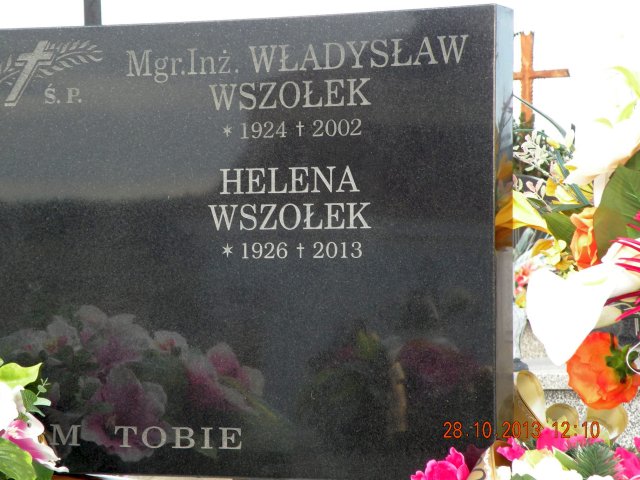 Mgr.Inż. WŁADYSŁAW
Ś.P. WSZOŁEK
* 1924 † 2002
HELENA
WSZOŁEK
* 1926 † 2013
M TOBIE
28.10.2013 12:10